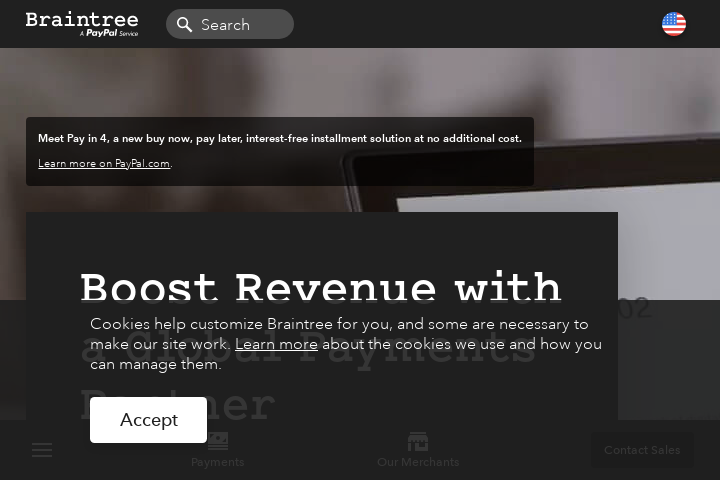 Braintree
A PayPal Service
Search
Meet Pay in 4, a new buy now, pay later, interest-free installment solution at no additional cost.
Learn more on PayPal.com.
Boost Revenue with
a Global Payments
Partner
02
Cookies help customize Braintree for you, and some are necessary to
make our site work. Learn more about the cookies we use and how you
can manage them.
Accept
Payments
Our Merchants
Contact Sales